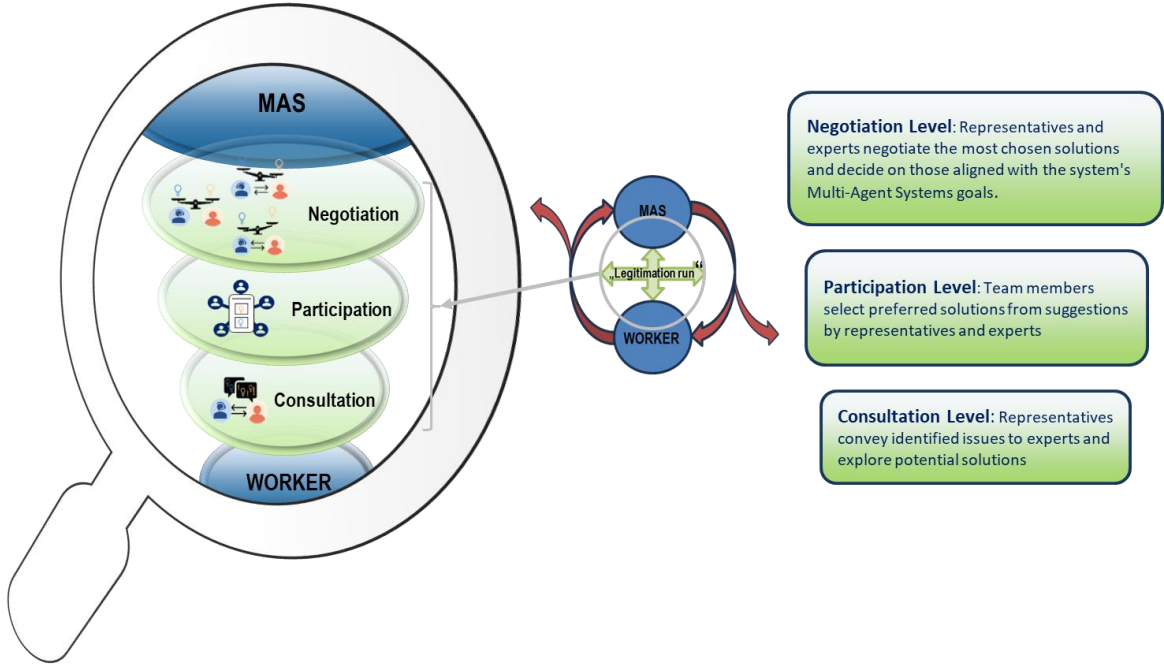 MAS
Negotiation
Participation
Consultation
WORKER
MAS
„Legitimation run“
WORKER
Negotiation Level: Representatives and
experts negotiate the most chosen solutions
and decide on those aligned with the system's
Multi-Agent Systems goals.
Participation Level: Team members
select preferred solutions from suggestions
by representatives and experts
Consultation Level: Representatives
convey identified issues to experts and
explore potential solutions